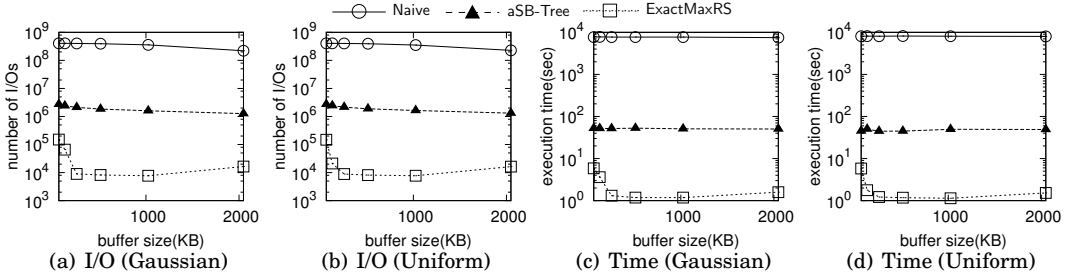 Naive aSB-Tree ExactMaxRS
number of I/Os
10^9
10^8
10^7
10^6
10^5
10^4
10^3
1000 2000
buffer size(KB)
(a) I/O (Gaussian)
number of I/Os
10^9
10^8
10^7
10^6
10^5
10^4
10^3
1000 2000
buffer size(KB)
(b) I/O (Uniform)
execution time(sec)
10^4
10^3
10^2
10^1
10^0
1000 2000
buffer size(KB)
(c) Time (Gaussian)
execution time(sec)
10^4
10^3
10^2
10^1
10^0
1000 2000
buffer size(KB)
(d) Time (Uniform)